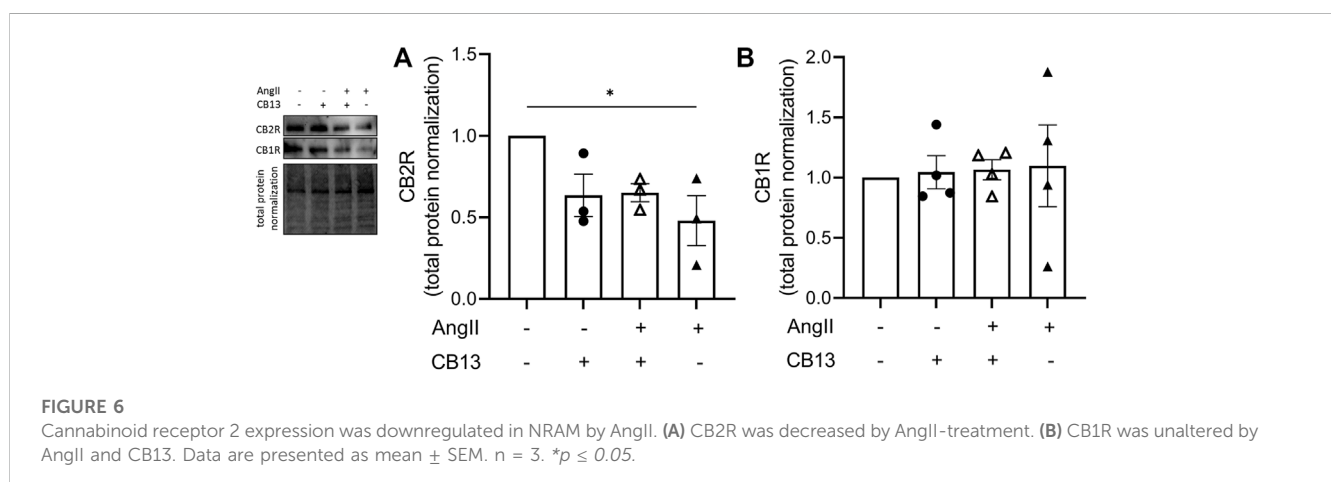 AngII - - + +
CB13 - + + -
CB2R
CB1R
total protein
normalization
A
CB2R
(total protein normalization)
1.5
1.0
0.5
0.0
*
AngII - - + +
CB13 - + + -
B
CB1R
(total protein normalization)
2.0
1.5
1.0
0.5
0.0
AngII - - + +
CB13 - + + -
FIGURE 6
Cannabinoid receptor 2 expression was downregulated in NRAM by AngII. (A) CB2R was decreased by AngII-treatment. (B) CB1R was unaltered by
AngII and CB13. Data are presented as mean ± SEM. n = 3. *p ≤ 0.05.